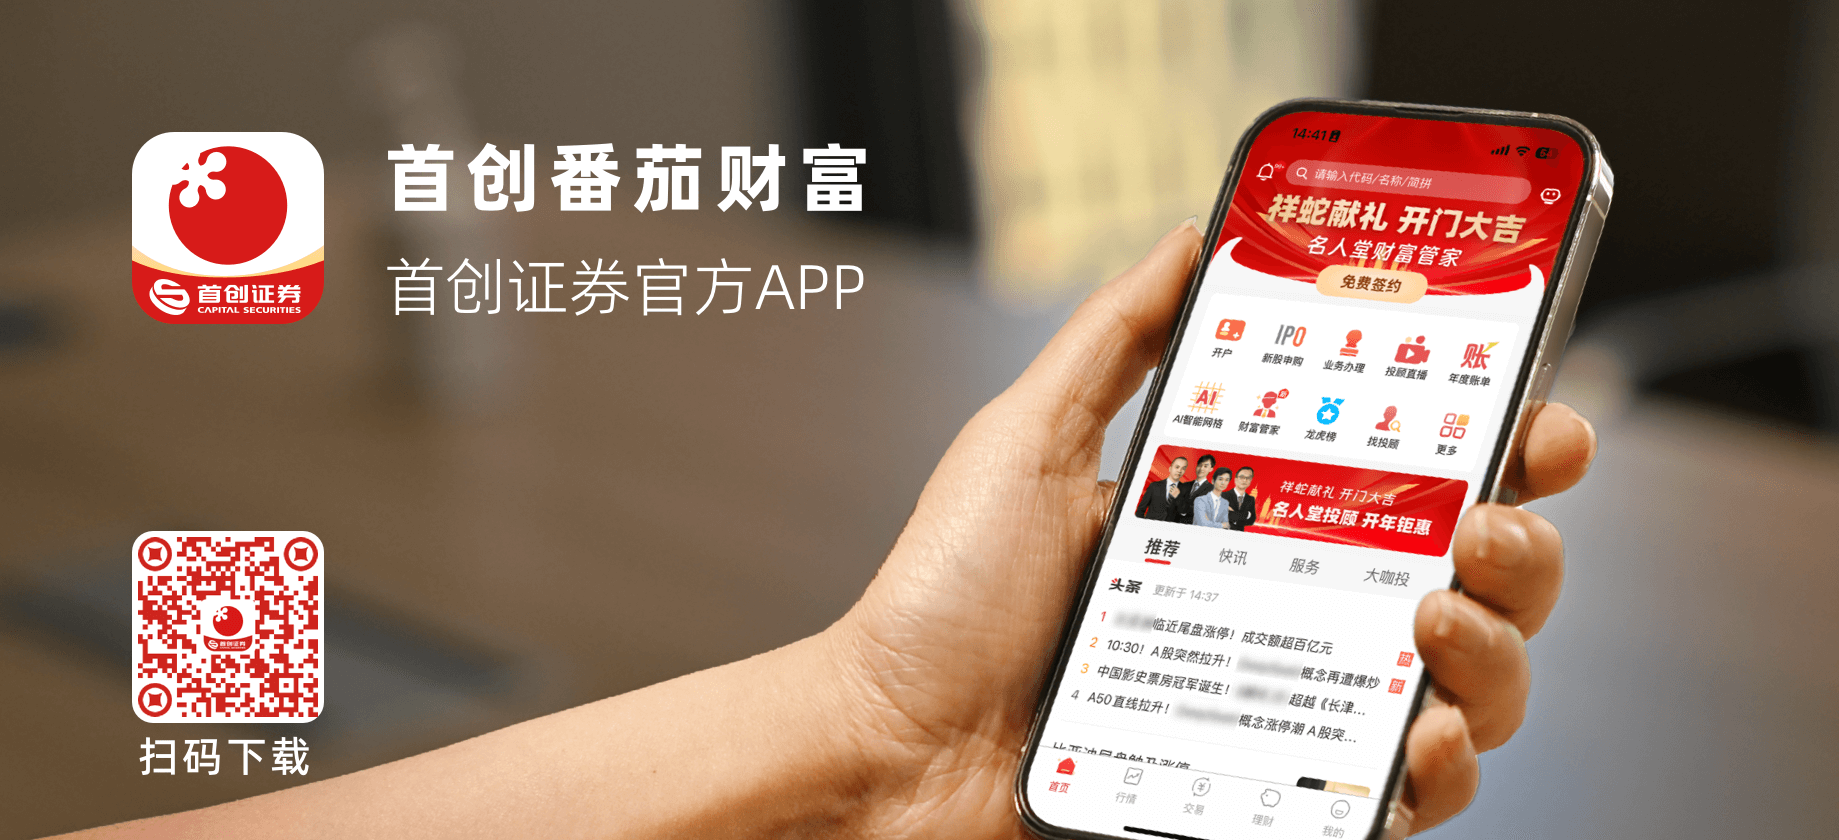 首创番茄财富
首创证券官方APP
首创证券
CAPITAL SECURITIES
首创证券
扫码下载
14:41
请输入代码/名称/简拼
祥蛇献礼 开门大吉
名人堂财富管家
免费签约
开户
IPO
新股申购
业务办理
投顾直播
账
年度账单
AI
AI智能网格
财富管家
龙虎榜
找投顾
更多
祥蛇献礼 开门大吉
名人堂投顾 开年钜惠
推荐 快讯 服务 大咖投
头条 更新于 14:37
1 临近尾盘涨停！成交额超百亿元
2 10:30！A股突然拉升！ 概念再遭爆炒 热
3 中国影史票房冠军诞生！ 超越《长津... 新
4 A50直线拉升！ 概念涨停潮 A股突...
首页 行情 交易 理财 我的